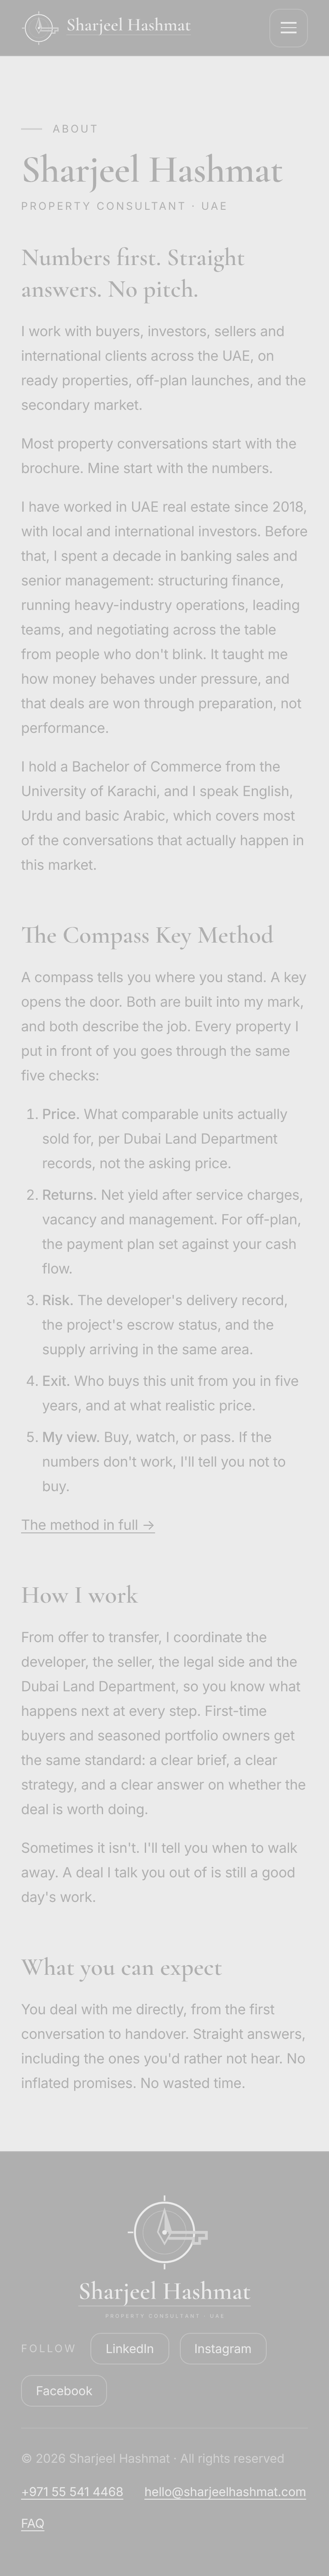 Sharjeel Hashmat
ABOUT
Sharjeel Hashmat
PROPERTY CONSULTANT · UAE
Numbers first. Straight
answers. No pitch.
I work with buyers, investors, sellers and
international clients across the UAE, on
ready properties, off-plan launches, and the
secondary market.
Most property conversations start with the
brochure. Mine start with the numbers.
I have worked in UAE real estate since 2018,
with local and international investors. Before
that, I spent a decade in banking sales and
senior management: structuring finance,
running heavy-industry operations, leading
teams, and negotiating across the table
from people who don't blink. It taught me
how money behaves under pressure, and
that deals are won through preparation, not
performance.
I hold a Bachelor of Commerce from the
University of Karachi, and I speak English,
Urdu and basic Arabic, which covers most
of the conversations that actually happen in
this market.
The Compass Key Method
A compass tells you where you stand. A key
opens the door. Both are built into my mark,
and both describe the job. Every property I
put in front of you goes through the same
five checks:
1. Price. What comparable units actually
sold for, per Dubai Land Department
records, not the asking price.
2. Returns. Net yield after service charges,
vacancy and management. For off-plan,
the payment plan set against your cash
flow.
3. Risk. The developer's delivery record,
the project's escrow status, and the
supply arriving in the same area.
4. Exit. Who buys this unit from you in five
years, and at what realistic price.
5. My view. Buy, watch, or pass. If the
numbers don't work, I'll tell you not to
buy.
The method in full →
How I work
From offer to transfer, I coordinate the
developer, the seller, the legal side and the
Dubai Land Department, so you know what
happens next at every step. First-time
buyers and seasoned portfolio owners get
the same standard: a clear brief, a clear
strategy, and a clear answer on whether the
deal is worth doing.
Sometimes it isn't. I'll tell you when to walk
away. A deal I talk you out of is still a good
day's work.
What you can expect
You deal with me directly, from the first
conversation to handover. Straight answers,
including the ones you'd rather not hear. No
inflated promises. No wasted time.
Sharjeel Hashmat
PROPERTY CONSULTANT · UAE
FOLLOW LinkedIn Instagram
Facebook
© 2026 Sharjeel Hashmat · All rights reserved
+971 55 541 4468 hello@sharjeelhashmat.com
FAQ